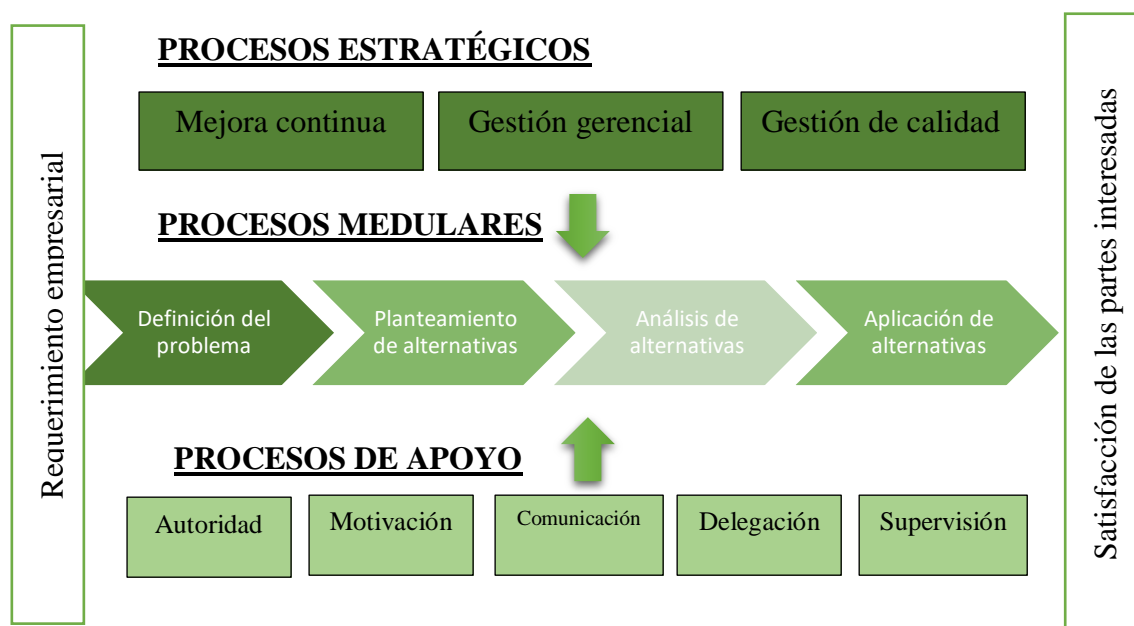 Requerimiento empresarial
PROCESOS ESTRATÉGICOS
Mejora continua
Gestión gerencial
Gestión de calidad
PROCESOS MEDULARES
Definición del
problema
Planteamiento
de alternativas
Análisis de
alternativas
Aplicación de
alternativas
PROCESOS DE APOYO
Autoridad
Motivación
Comunicación
Delegación
Supervisión
Satisfacción de las partes interesadas